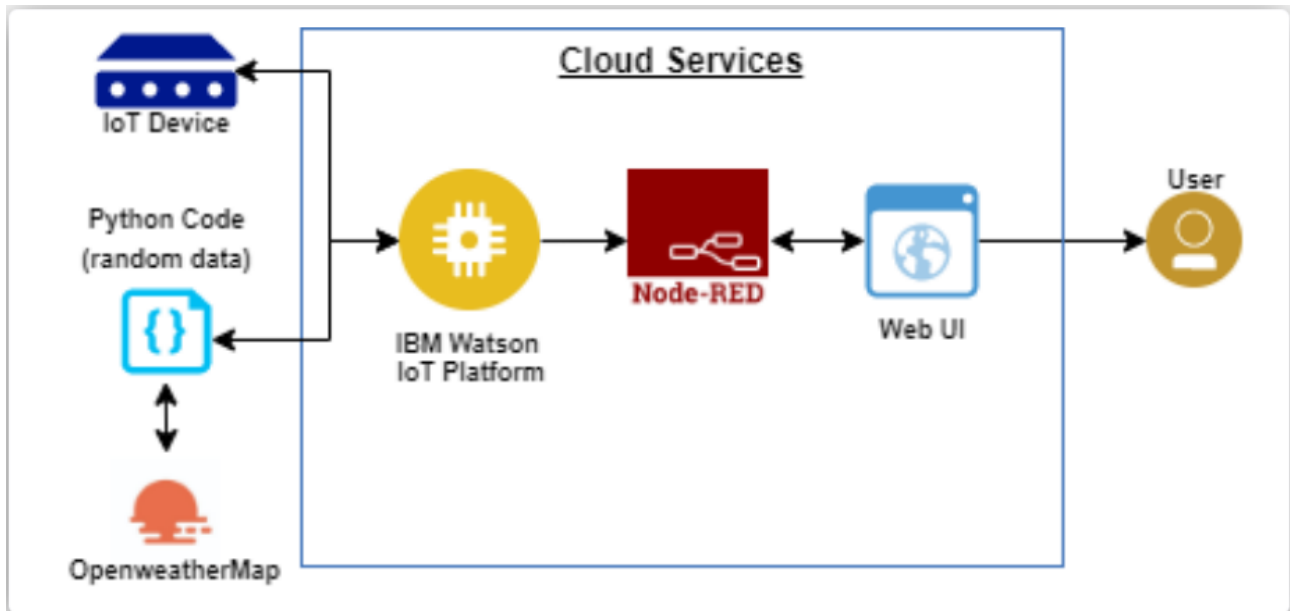 Cloud Services
IoT Device
Python Code
(random data)
{}
IBM Watson
IoT Platform
Node-RED
Web UI
User
OpenweatherMap